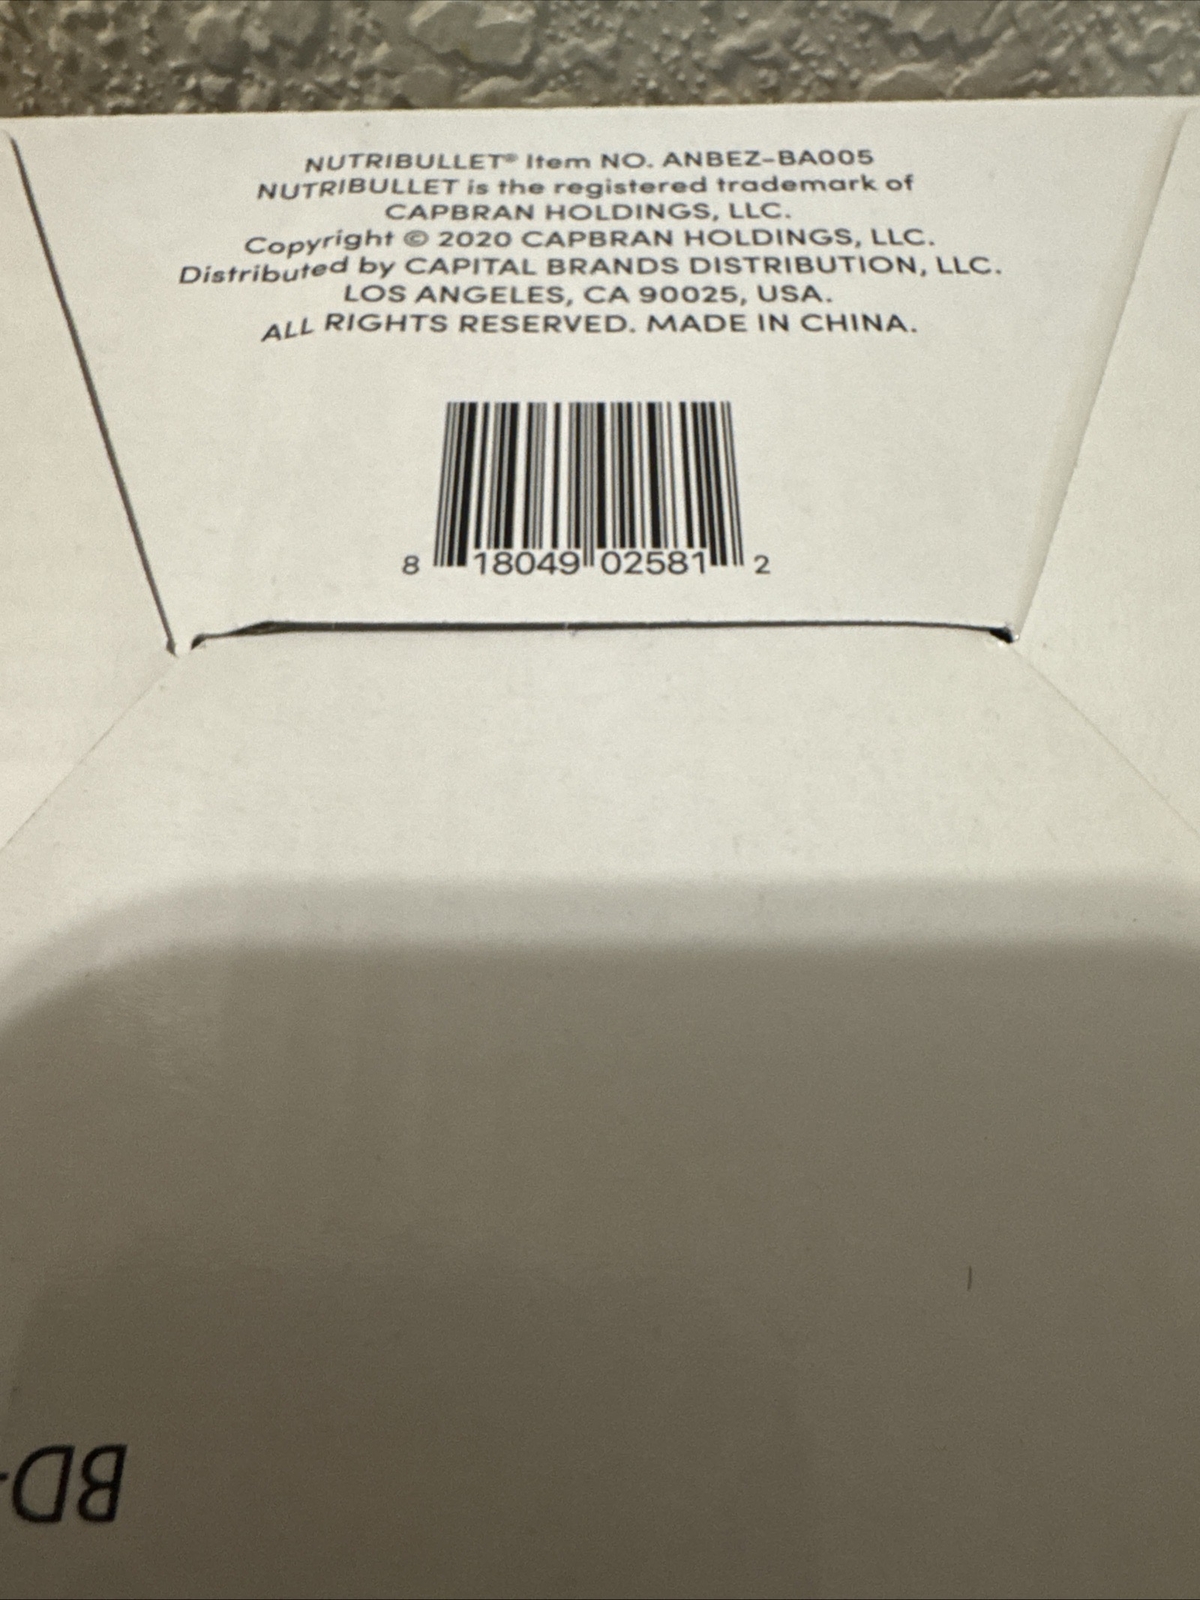 NUTRIBULLET® Item NO. ANBEZ-BA005
NUTRIBULLET is the registered trademark of
CAPBRAN HOLDINGS, LLC.
Copyright © 2020 CAPBRAN HOLDINGS, LLC.
Distributed by CAPITAL BRANDS DISTRIBUTION, LLC.
LOS ANGELES, CA 90025, USA.
ALL RIGHTS RESERVED. MADE IN CHINA.
8 18049 02581 2
BD-